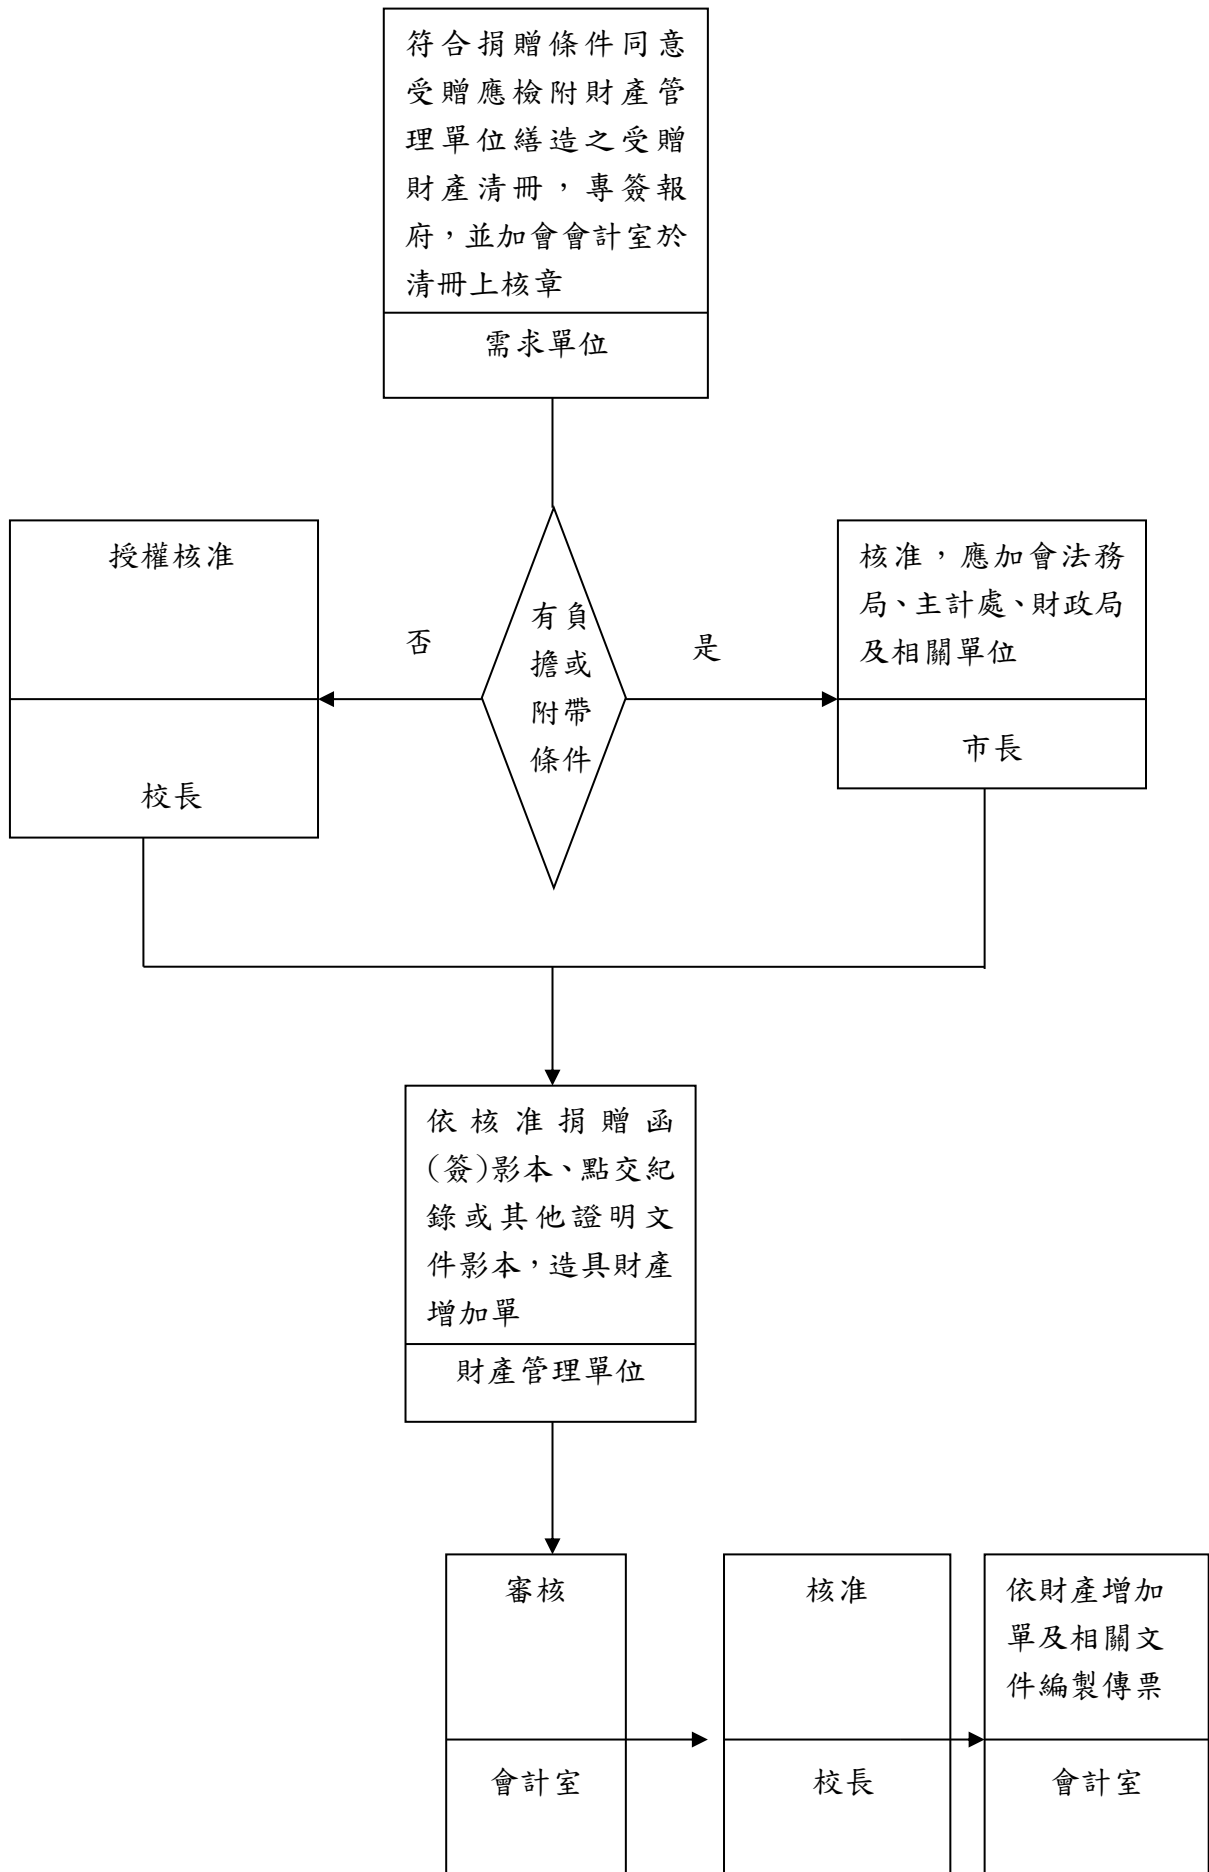 符合捐贈條件同意
受贈應檢附財產管
理單位繕造之受贈
財產清冊，專簽報
府，並加會會計室於
清冊上核章
需求單位
授權核准
校長
否
有負
擔或
附帶
條件
是
核准，應加會法務
局、主計處、財政局
及相關單位
市長
依核准捐贈函
(簽)影本、點交紀
錄或其他證明文
件影本，造具財產
增加單
財產管理單位
審核
會計室
核准
校長
依財產增加
單及相關文
件編製傳票
會計室